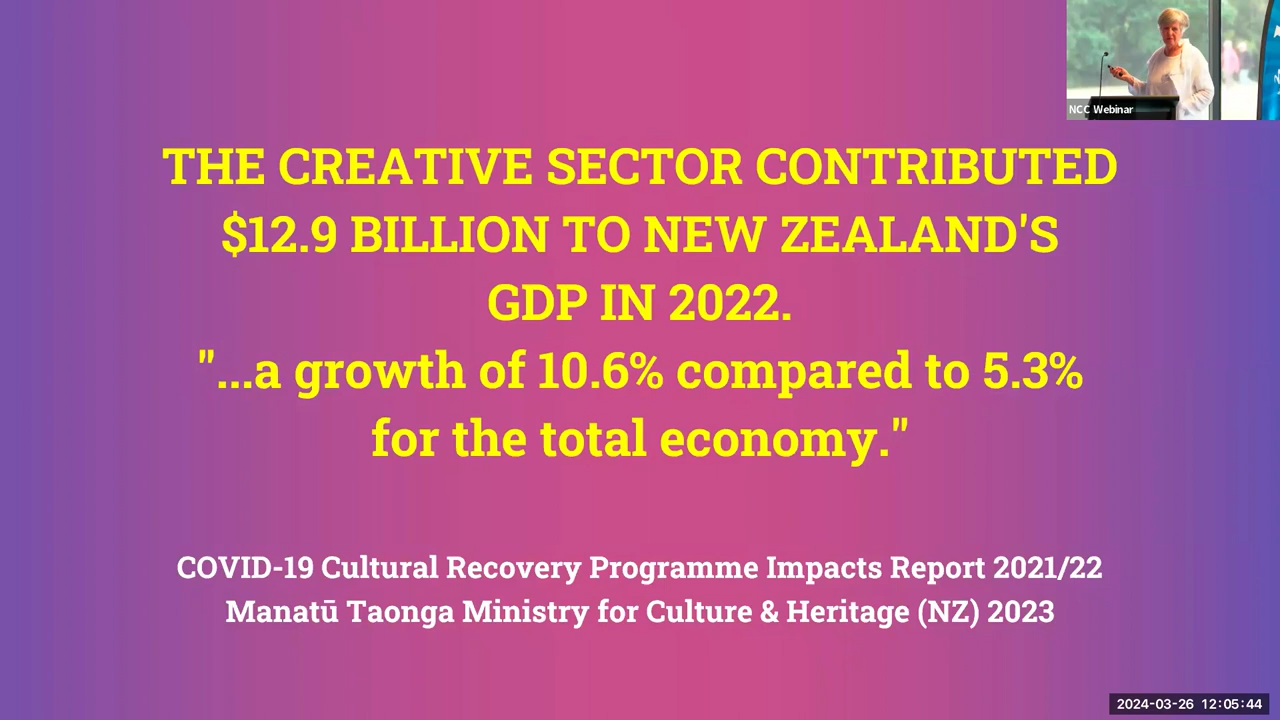 NCC Webinar
THE CREATIVE SECTOR CONTRIBUTED
$12.9 BILLION TO NEW ZEALAND'S
GDP IN 2022.
"...a growth of 10.6% compared to 5.3%
for the total economy."
COVID-19 Cultural Recovery Programme Impacts Report 2021/22
Manatū Taonga Ministry for Culture & Heritage (NZ) 2023
2024-03-26 12:05:44